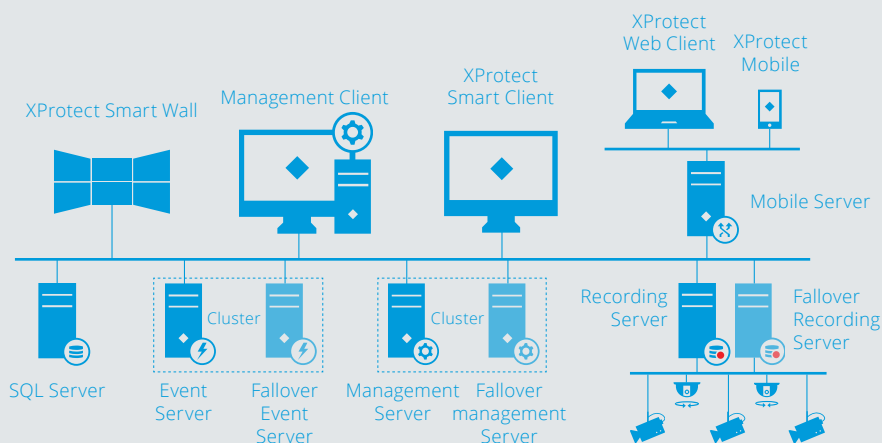 XProtect
Web Client
XProtect
Mobile
XProtect
Smart Client
Management Client
XProtect Smart Wall
Mobile Server
Cluster
Cluster
Recording
Server
Fallover
Recording
Server
SQL Server
Event
Server
Fallover
Event
Server
Management
Server
Fallover
management
Server